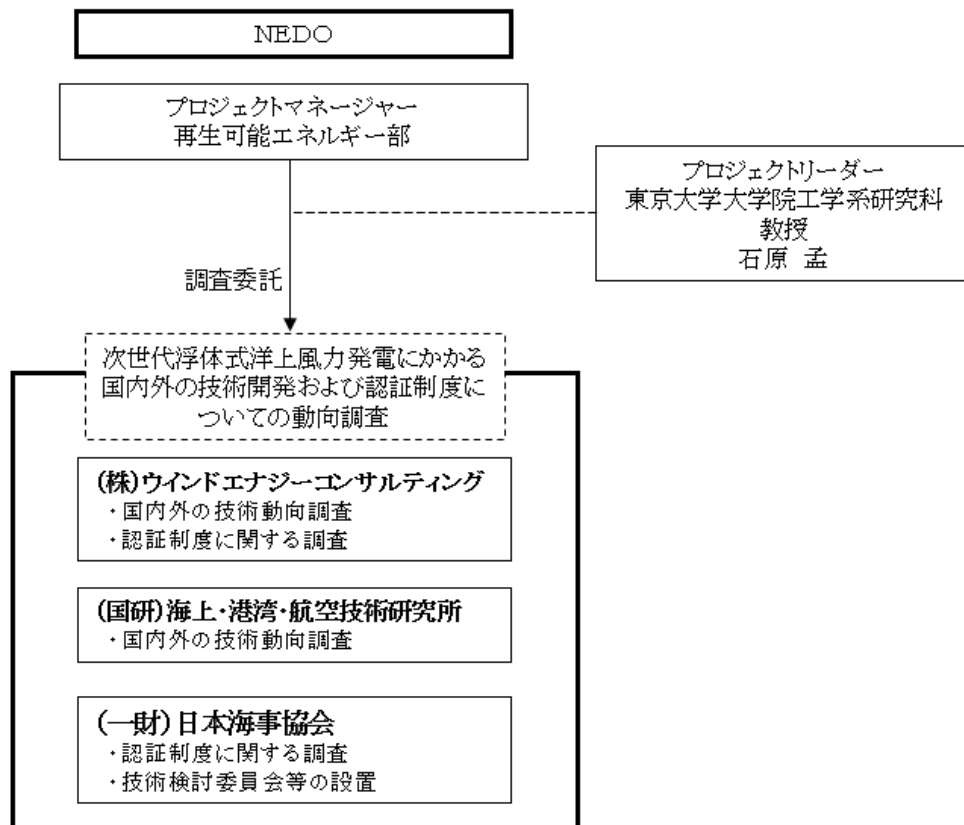 NEDO
プロジェクトマネージャー
再生可能エネルギー部
プロジェクトリーダー
東京大学大学院工学系研究科
教授
石原 孟
調査委託
次世代浮体式洋上風力発電にかかる
国内外の技術開発および認証制度に
ついての動向調査
(株)ウインドエナジーコンサルティング
・国内外の技術動向調査
・認証制度に関する調査
(国研)海上・港湾・航空技術研究所
・国内外の技術動向調査
(一財)日本海事協会
・認証制度に関する調査
・技術検討委員会等の設置